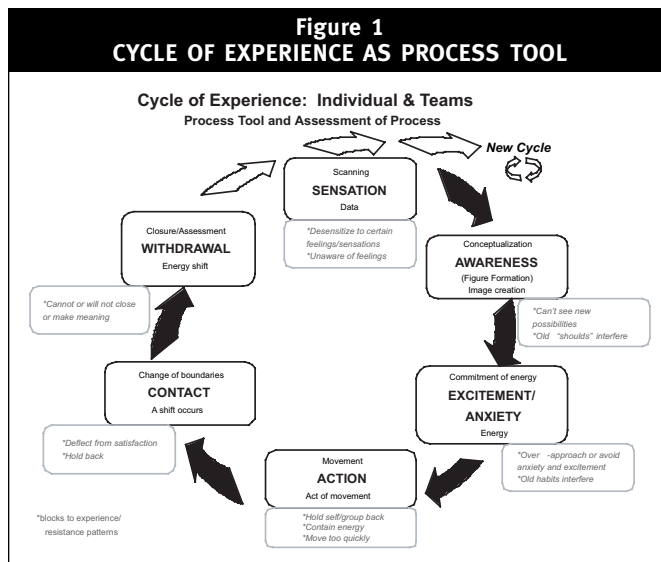 Figure 1
CYCLE OF EXPERIENCE AS PROCESS TOOL
Cycle of Experience: Individual & Teams
Process Tool and Assessment of Process
New Cycle
Scanning
SENSATION
Data
*Desensitize to certain
feelings/sensations
*Unaware of feelings
Conceptualization
AWARENESS
(Figure Formation)
Image creation
*Can't see new
possibilities
*Old "shoulds" interfere
Commitment of energy
EXCITEMENT/
ANXIETY
Energy
*Over -approach or avoid
anxiety and excitement
*Old habits interfere
Movement
ACTION
Act of movement
*Hold self/group back
*Contain energy
*Move too quickly
Change of boundaries
CONTACT
A shift occurs
*Deflect from satisfaction
*Hold back
Closure/Assessment
WITHDRAWAL
Energy shift
*Cannot or will not close
or make meaning
*blocks to experience/
resistance patterns